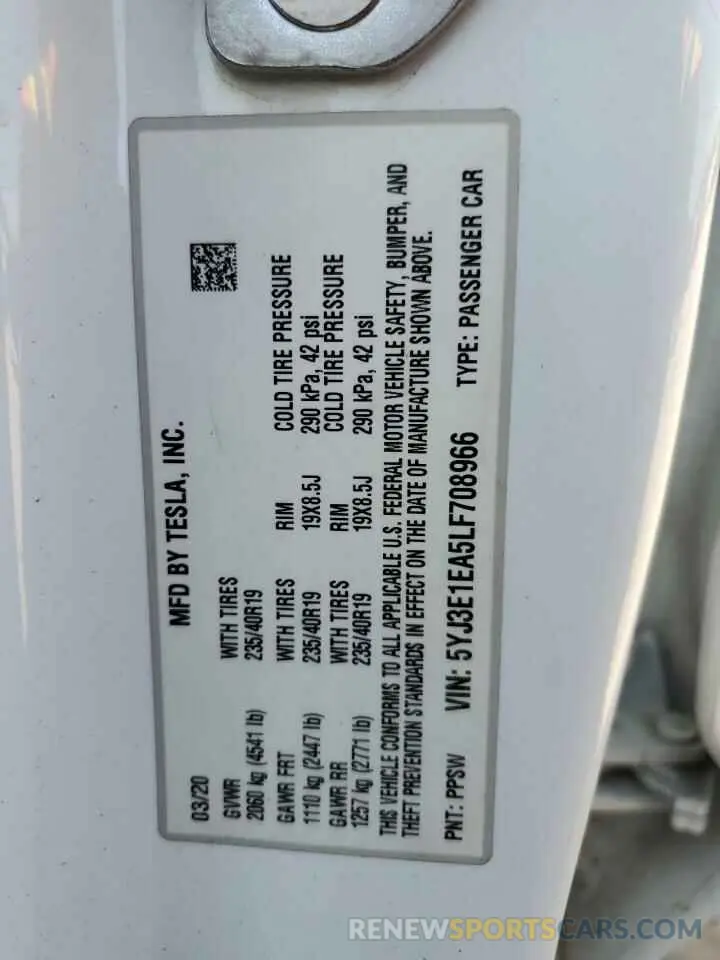 MFD BY TESLA, INC.
03/20
GVWR WITH TIRES
2060 kg (4541 lb) 235/40R19
GAWR FRT WITH TIRES RIM COLD TIRE PRESSURE
1110 kg (2447 lb) 235/40R19 19X8.5J 290 kPa, 42 psi
GAWR RR WITH TIRES RIM COLD TIRE PRESSURE
1257 kg (2771 lb) 235/40R19 19X8.5J 290 kPa, 42 psi
THIS VEHICLE CONFORMS TO ALL APPLICABLE U.S. FEDERAL MOTOR VEHICLE SAFETY, BUMPER, AND
THEFT PREVENTION STANDARDS IN EFFECT ON THE DATE OF MANUFACTURE SHOWN ABOVE.
PNT: PPSW VIN: 5YJ3E1EA5LF708966 TYPE: PASSENGER CAR
RENEWSPORTSCARS.COM